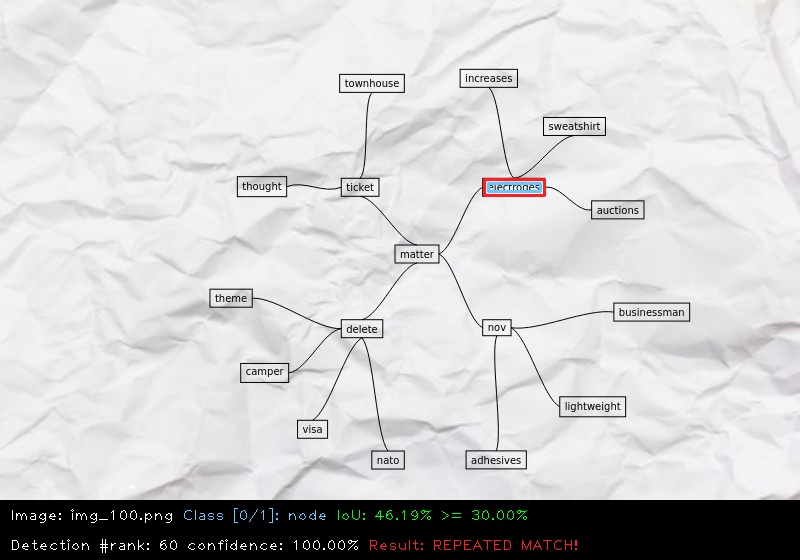 townhouse
increases
sweatshirt
thought
ticket
electrodes
auctions
matter
theme
delete
nov
businessman
camper
lightweight
visa
nato
adhesives
Image: img_100.png Class [0/1]: node IoU: 46.19% >= 30.00%
Detection #rank: 60 confidence: 100.00% Result: REPEATED MATCH!